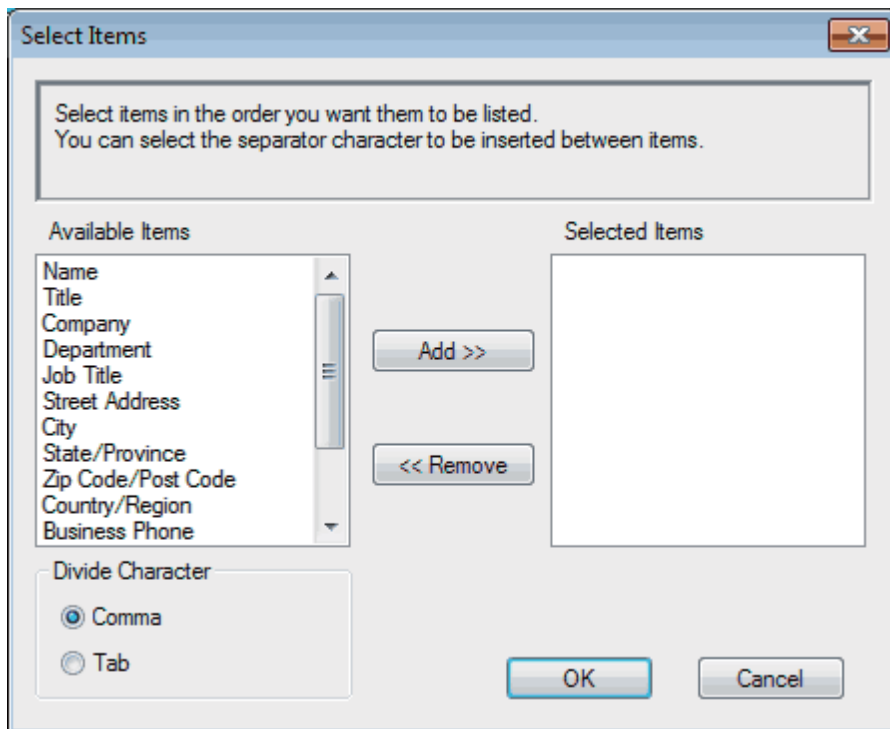 Select Items
Select items in the order you want them to be listed.
You can select the separator character to be inserted between items.
Available Items
Selected Items
Name
Title
Company
Department
Job Title
Street Address
City
State/Province
Zip Code/Post Code
Country/Region
Business Phone
Add >>
<< Remove
Divide Character
Comma
Tab
OK
Cancel